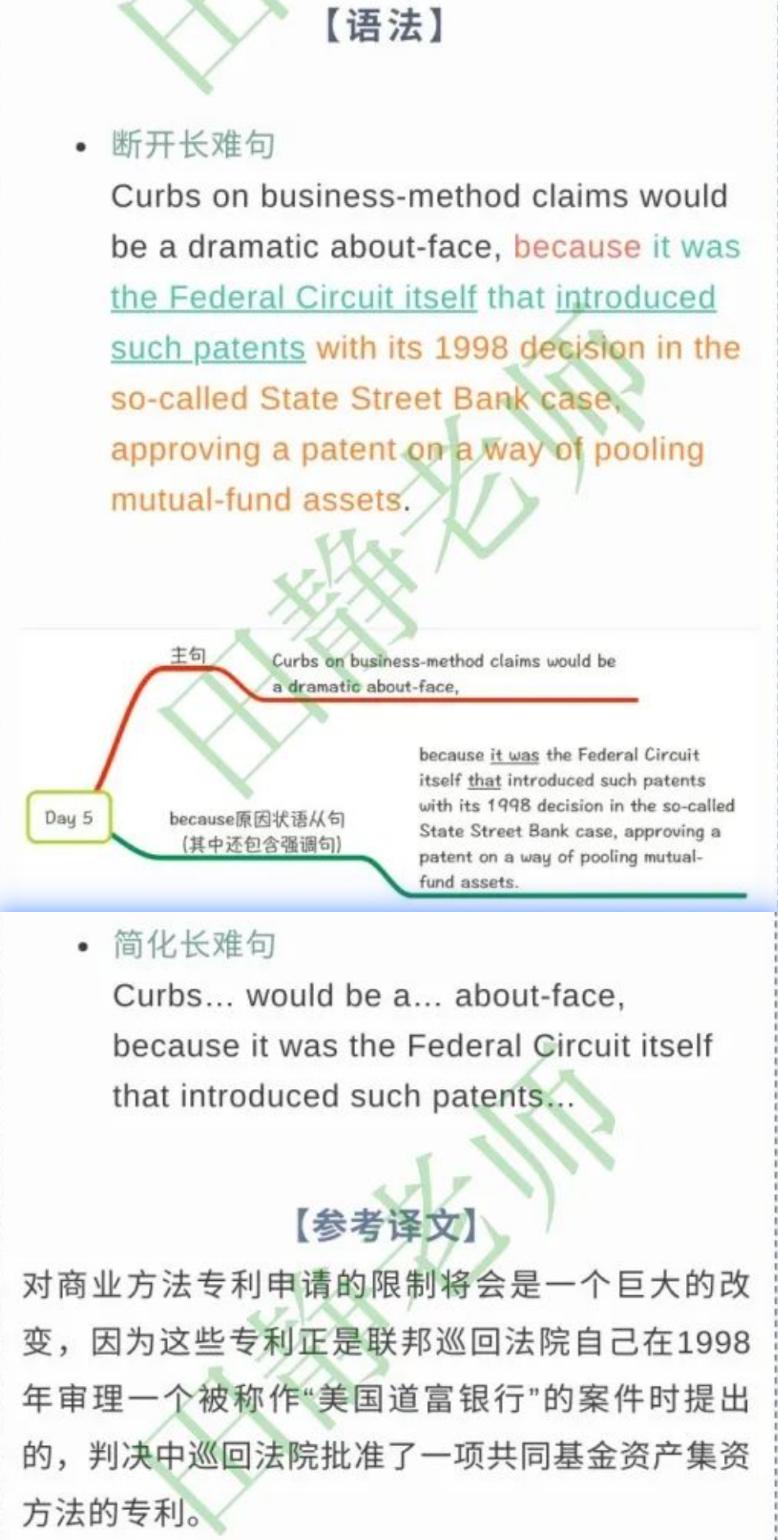 【语法】
断开长难句
Curbs on business-method claims would
be a dramatic about-face, because it was
the Federal Circuit itself that introduced
such patents with its 1998 decision in the
so-called State Street Bank case,
approving a patent on a way of pooling
mutual-fund assets.
田静老师
主句
Curbs on business-method claims would be
a dramatic about-face,
Day 5
because原因状语从句
(其中还包含强调句)
because it was the Federal Circuit
itself that introduced such patents
with its 1998 decision in the so-called
State Street Bank case, approving a
patent on a way of pooling mutual-
fund assets.
简化长难句
Curbs... would be a... about-face,
because it was the Federal Circuit itself
that introduced such patents...
【参考译文】
对商业方法专利申请的限制将会是一个巨大的改
变，因为这些专利正是联邦巡回法院自己在1998
年审理一个被称作“美国道富银行”的案件时提出
的，判决中巡回法院批准了一项共同基金资产集资
方法的专利。
田静老师